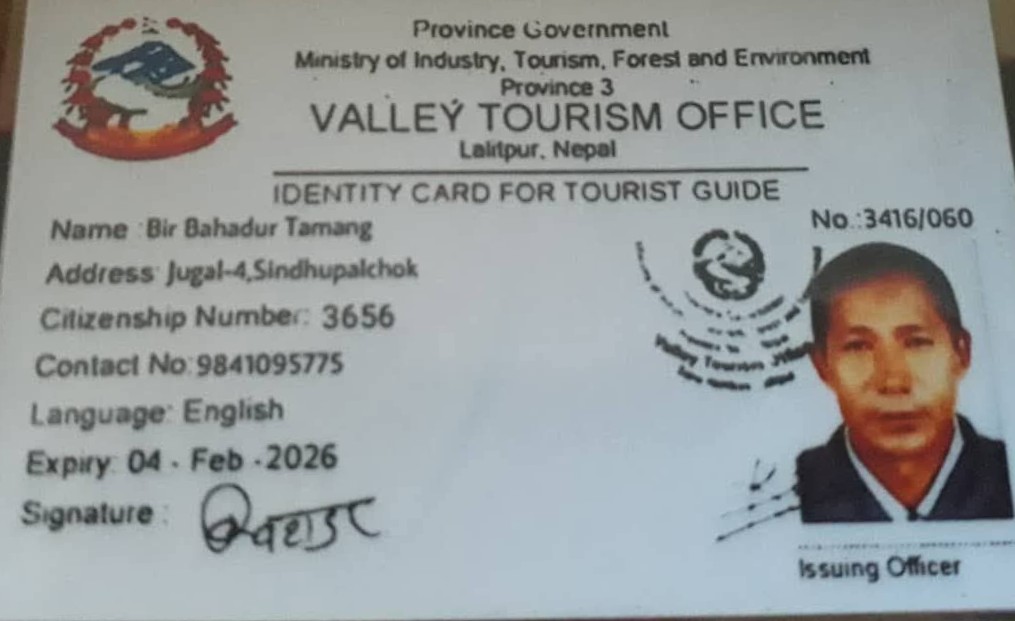 Province Government
Ministry of Industry, Tourism, Forest and Environment
Province 3
VALLEY TOURISM OFFICE
Lalitpur, Nepal
IDENTITY CARD FOR TOURIST GUIDE
No.:3416/060
Name : Bir Bahadur Tamang
Address: Jugal-4,Sindhupalchok
Citizenship Number: 3656
Contact No:9841095775
Language: English
Expiry: 04 - Feb -2026
Signature :
Valley Tourism
Issuing Officer